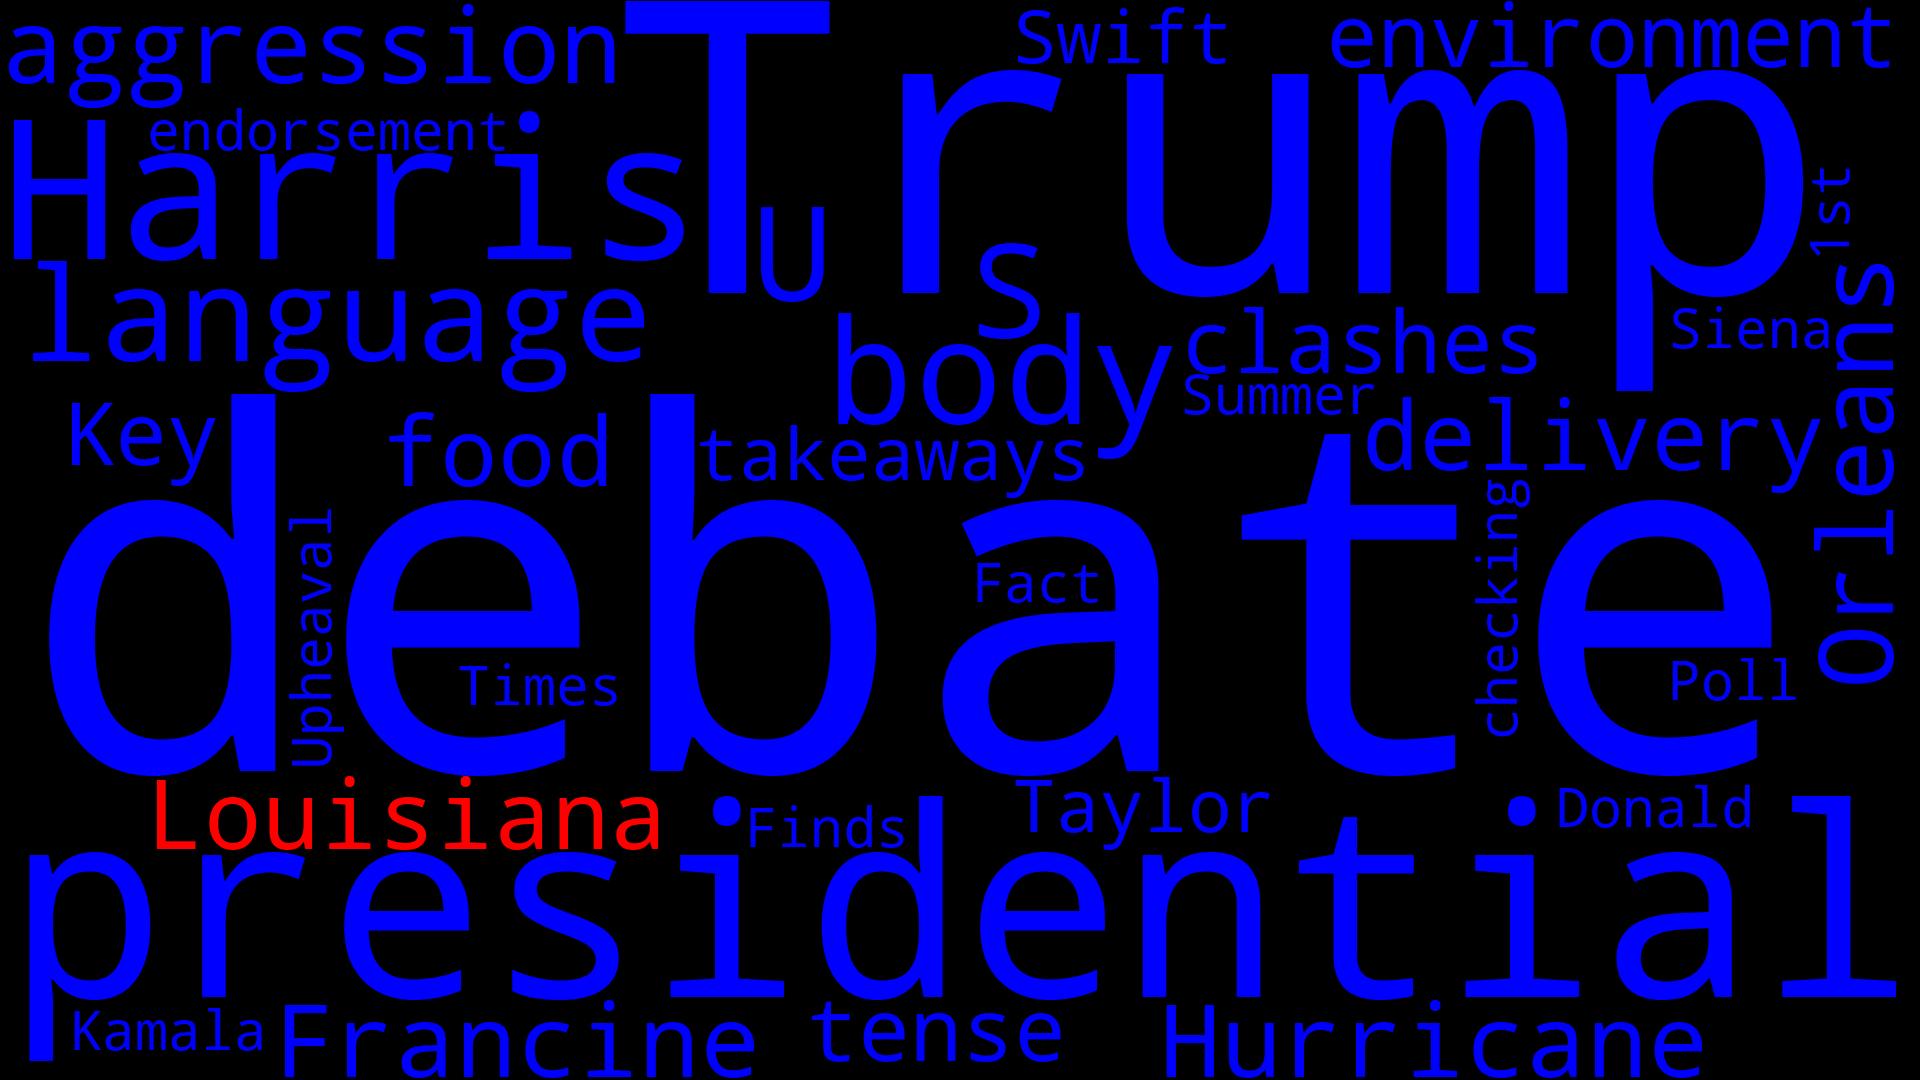 aggression
Trump
Swift
environment
endorsement
Harris
U
S
1st
language
body
clashes
Siena
Orleans
Summer
Key
food
takeaways
delivery
debate
Upheaval
Fact
checking
Times
Poll
Louisiana
Finds
Taylor
Donald
presidential
Kamala
Francine
tense
Hurricane